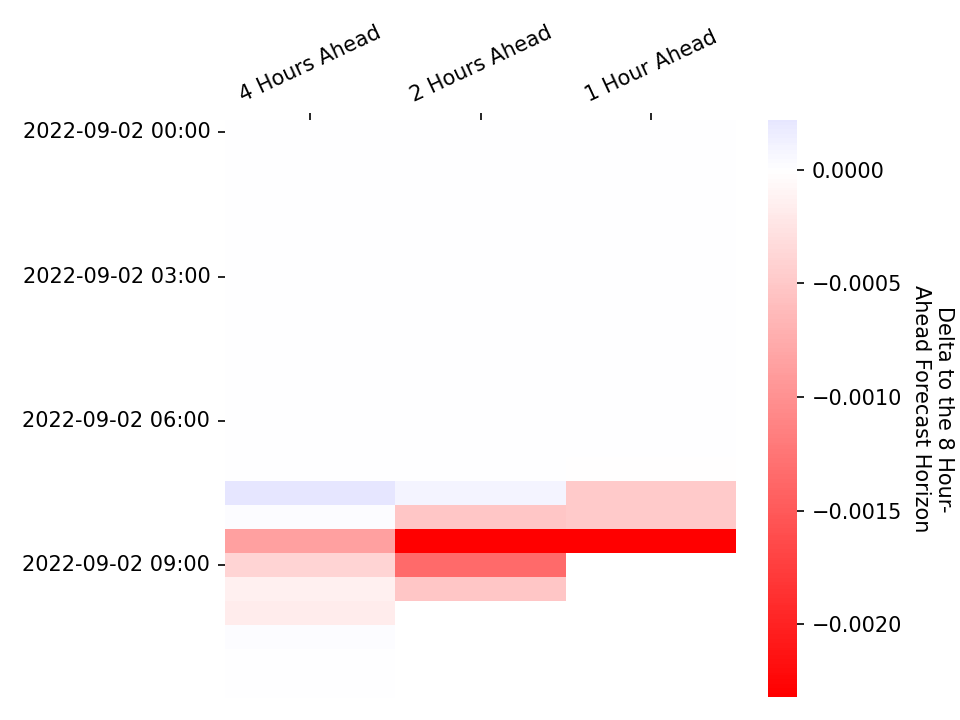 4 Hours Ahead
2 Hours Ahead
1 Hour Ahead
2022-09-02 00:00
2022-09-02 03:00
2022-09-02 06:00
2022-09-02 09:00
0.0000
−0.0005
−0.0010
−0.0015
−0.0020
Delta to the 8 Hour-
Ahead Forecast Horizon